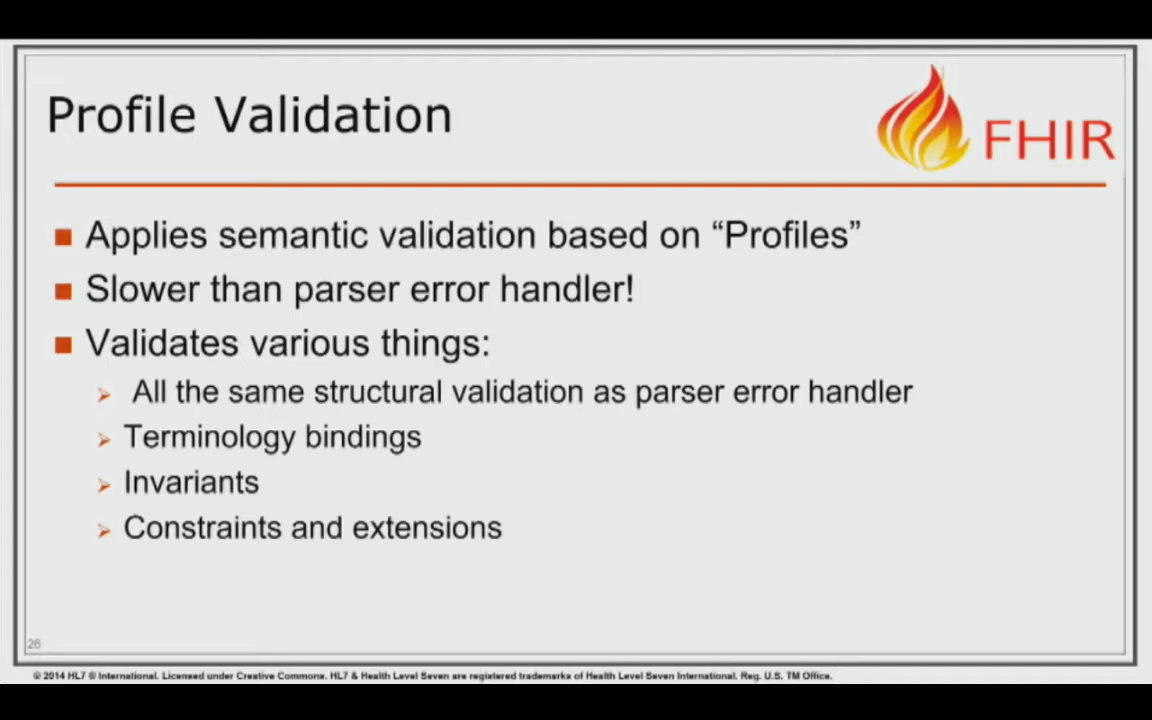 Profile Validation
FHIR
Applies semantic validation based on “Profiles”
Slower than parser error handler!
Validates various things:
All the same structural validation as parser error handler
Terminology bindings
Invariants
Constraints and extensions
26
© 2014 HL7 ® International. Licensed under Creative Commons. HL7 & Health Level Seven are registered trademarks of Health Level Seven International. Reg. U.S. TM Office.